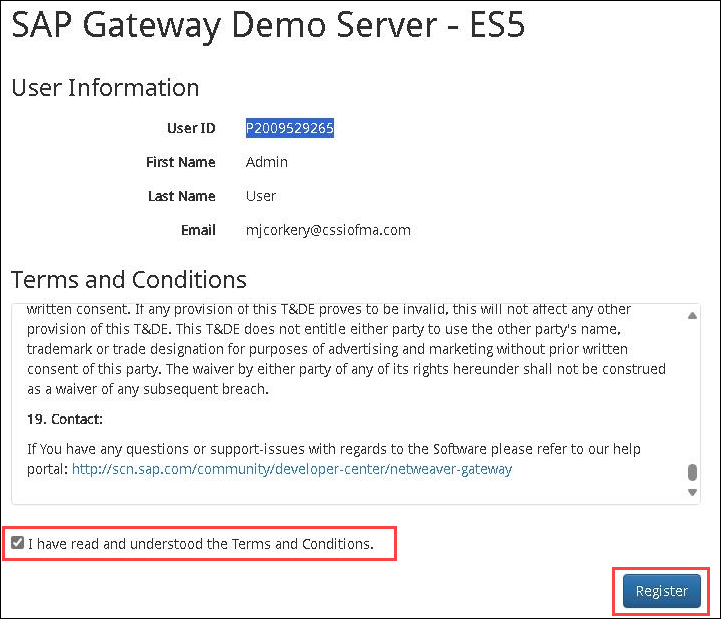 SAP Gateway Demo Server - ES5
User Information
User ID P2009529265
First Name Admin
Last Name User
Email mjcorkery@cssiofma.com
Terms and Conditions
written consent. If any provision of this T&DE proves to be invalid, this will not affect any other
provision of this T&DE. This T&DE does not entitle either party to use the other party's name,
trademark or trade designation for purposes of advertising and marketing without prior written
consent of this party. The waiver by either party of any of its rights hereunder shall not be construed
as a waiver of any subsequent breach.
19. Contact:
If You have any questions or support-issues with regards to the Software please refer to our help
portal: http://scn.sap.com/community/developer-center/netweaver-gateway
I have read and understood the Terms and Conditions.
Register